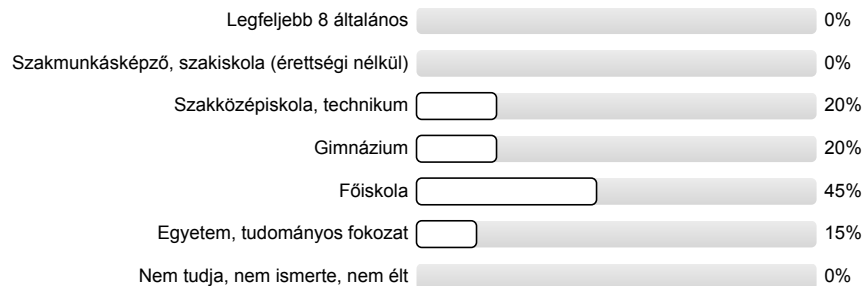 Legfeljebb 8 általános 0%
Szakmunkásképző, szakiskola (érettségi nélkül) 0%
Szakközépiskola, technikum 20%
Gimnázium 20%
Főiskola 45%
Egyetem, tudományos fokozat 15%
Nem tudja, nem ismerte, nem élt 0%